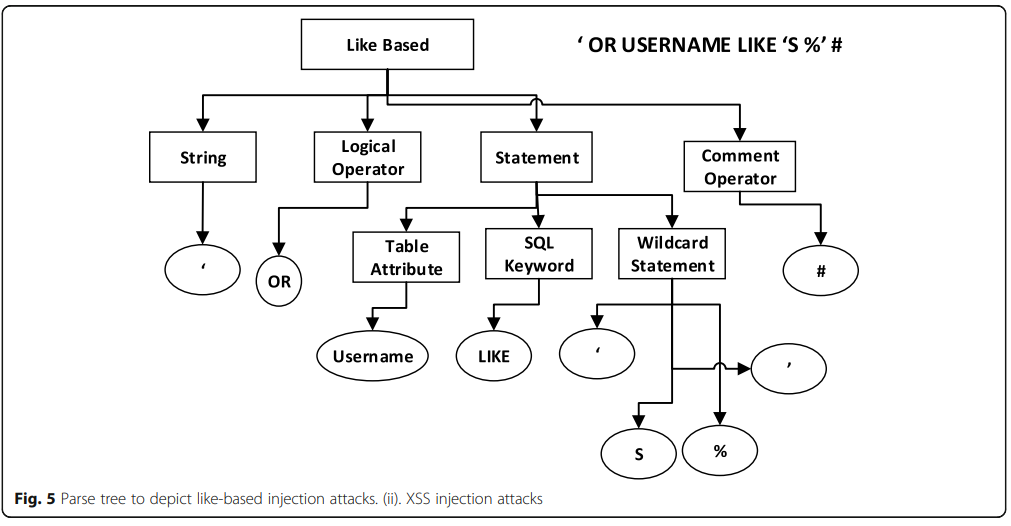 Like Based
‘ OR USERNAME LIKE ‘S %’ #
String
Logical
Operator
Statement
Comment
Operator
‘
OR
Table
Attribute
SQL
Keyword
Wildcard
Statement
#
Username
LIKE
‘
’
S
%
Fig. 5 Parse tree to depict like-based injection attacks. (ii). XSS injection attacks